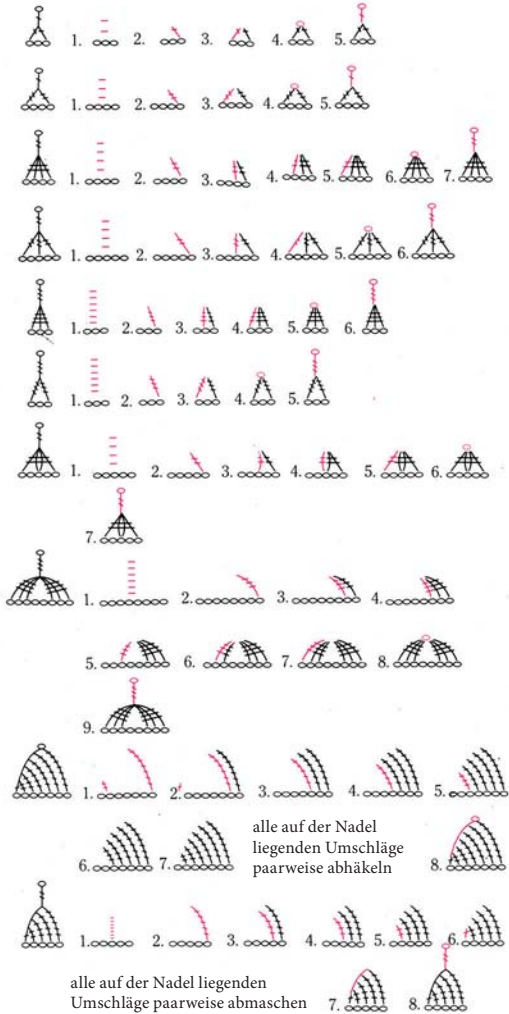 1. 2. 3. 4. 5.
1. 2. 3. 4. 5.
1. 2. 3. 4. 5. 6. 7.
1. 2. 3. 4. 5. 6.
1. 2. 3. 4. 5. 6.
1. 2. 3. 4. 5.
1. 2. 3. 4. 5. 6.
7.
1. 2. 3. 4.
5. 6. 7. 8.
9.
1. 2. 3. 4. 5.
6. 7. alle auf der Nadel
liegenden Umschläge
paarweise abhäkeln 8.
1. 2. 3. 4. 5. 6.
alle auf der Nadel liegenden
Umschläge paarweise abmaschen 7. 8.